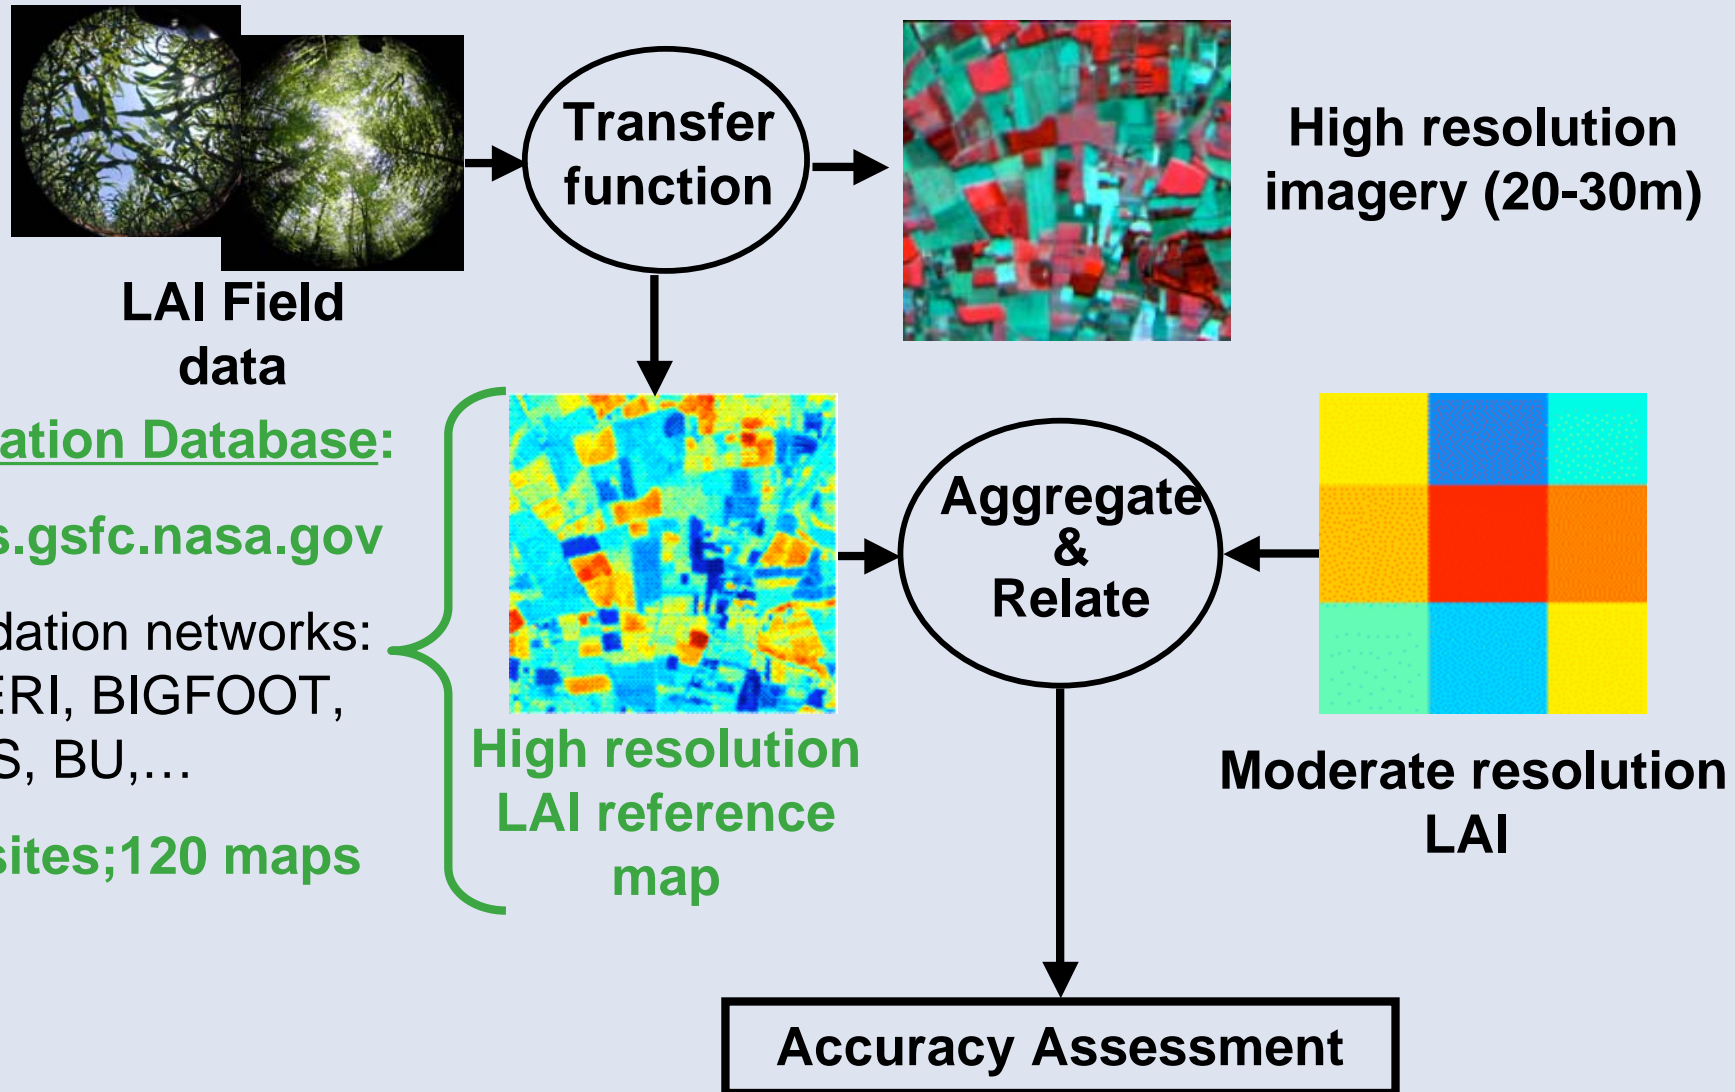 Transfer
function
High resolution
imagery (20-30m)
LAI Field
data
ation Database:
s.gsfc.nasa.gov
dation networks:
ERI, BIGFOOT,
S, BU,…
sites;120 maps
High resolution
LAI reference
map
Aggregate
&
Relate
Moderate resolution
LAI
Accuracy Assessment